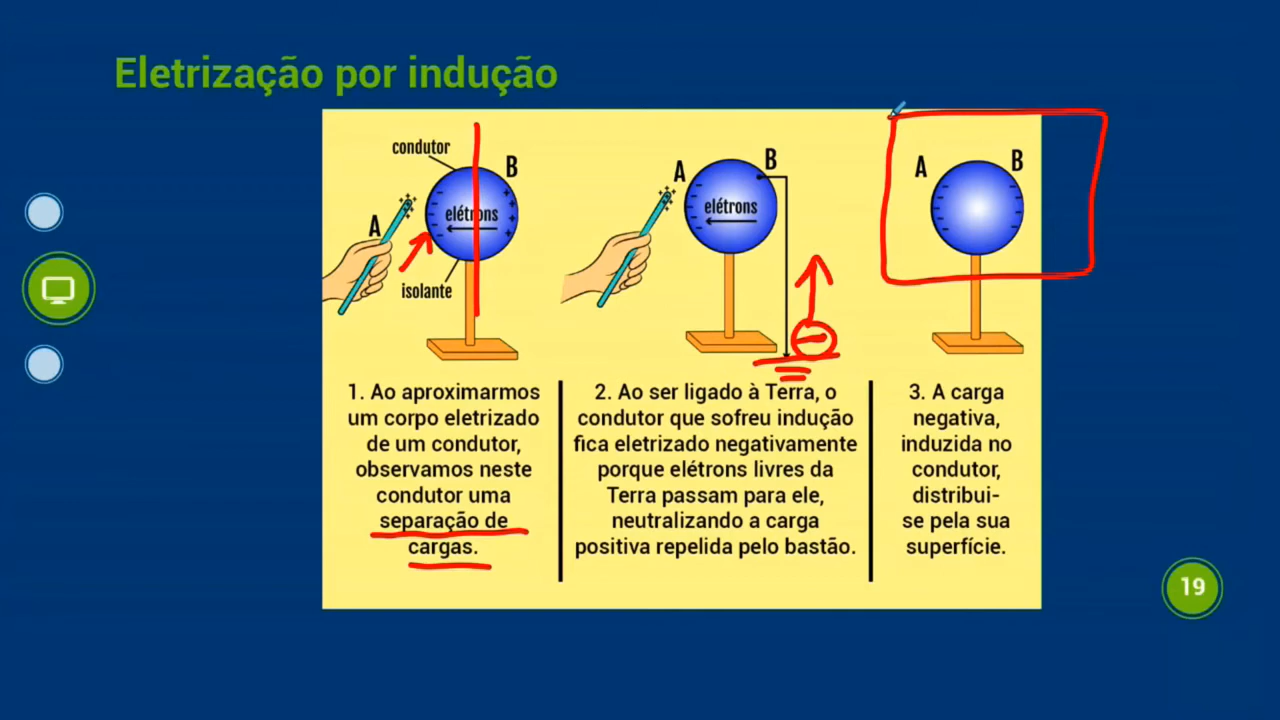 Eletrização por indução
condutor
B
elétrons
A
isolante
A
B
elétrons
A
B
1. Ao aproximarmos
um corpo eletrizado
de um condutor,
observamos neste
condutor uma
separação de
cargas.
2. Ao ser ligado à Terra, o
condutor que sofreu indução
fica eletrizado negativamente
porque elétrons livres da
Terra passam para ele,
neutralizando a carga
positiva repelida pelo bastão.
3. A carga
negativa,
induzida no
condutor,
distribui-
se pela sua
superfície.
19